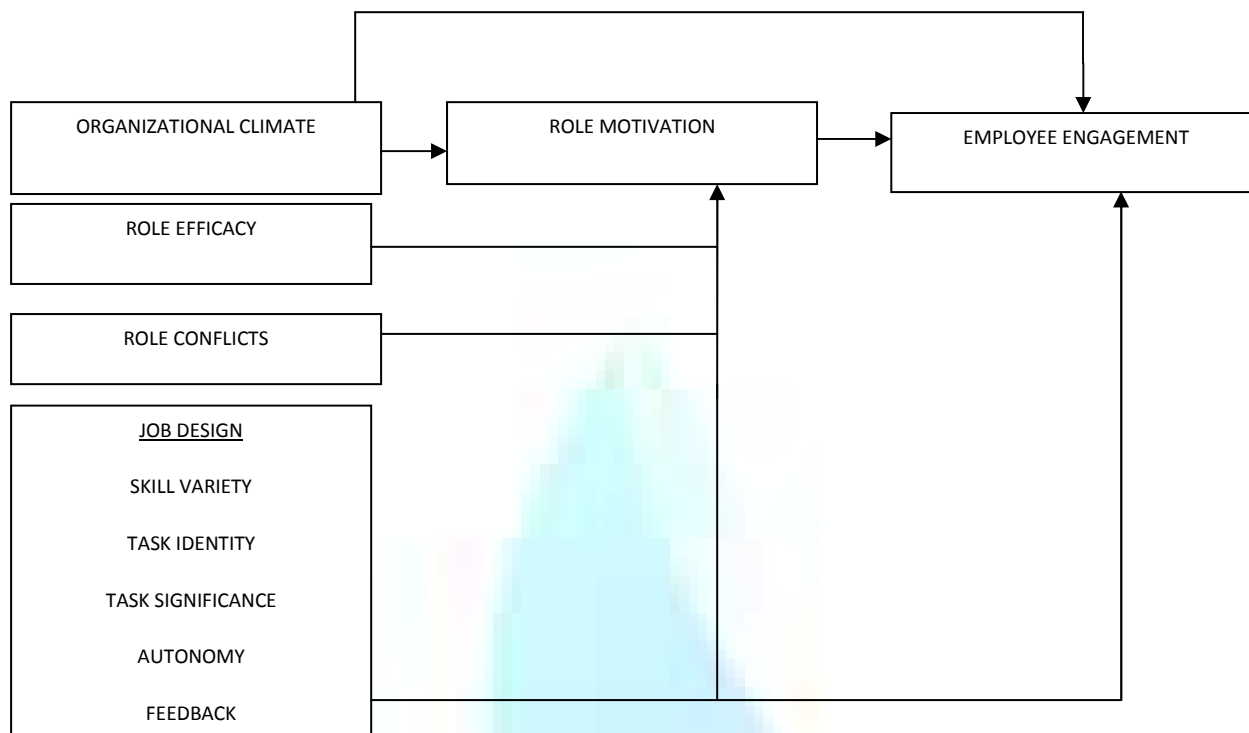 ORGANIZATIONAL CLIMATE
ROLE MOTIVATION
EMPLOYEE ENGAGEMENT
ROLE EFFICACY
ROLE CONFLICTS
JOB DESIGN
SKILL VARIETY
TASK IDENTITY
TASK SIGNIFICANCE
AUTONOMY
FEEDBACK